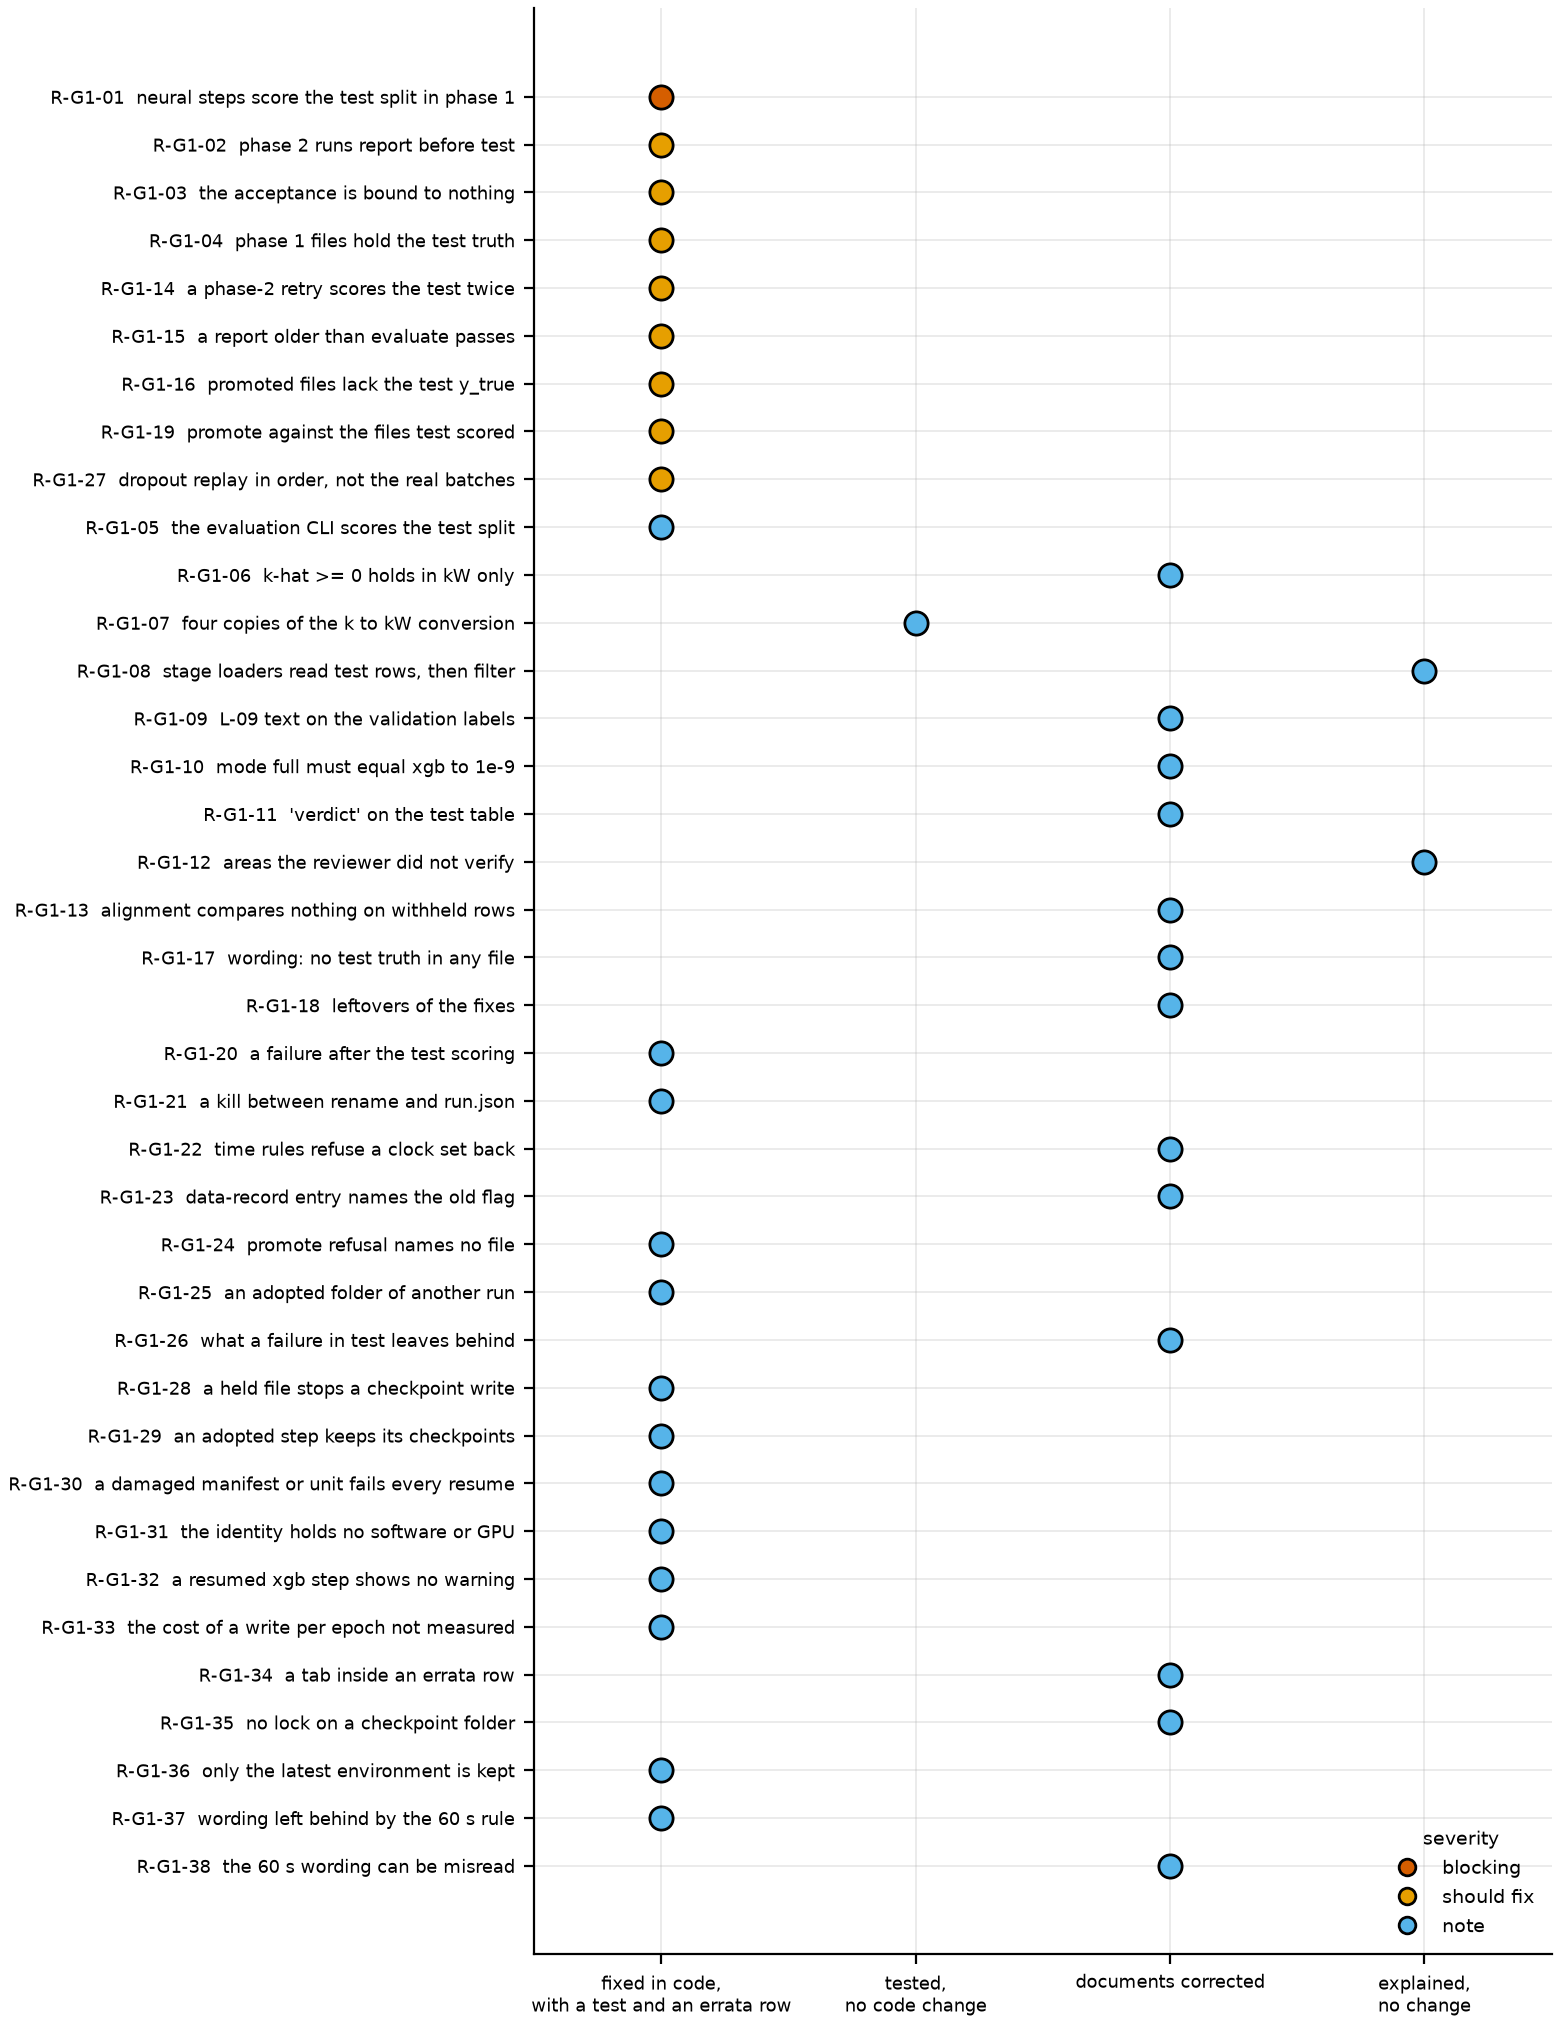 R-G1-01  neural steps score the test split in phase 1
R-G1-02  phase 2 runs report before test
R-G1-03  the acceptance is bound to nothing
R-G1-04  phase 1 files hold the test truth
R-G1-14  a phase-2 retry scores the test twice
R-G1-15  a report older than evaluate passes
R-G1-16  promoted files lack the test y_true
R-G1-19  promote against the files test scored
R-G1-27  dropout replay in order, not the real batches
R-G1-05  the evaluation CLI scores the test split
R-G1-06  k-hat >= 0 holds in kW only
R-G1-07  four copies of the k to kW conversion
R-G1-08  stage loaders read test rows, then filter
R-G1-09  L-09 text on the validation labels
R-G1-10  mode full must equal xgb to 1e-9
R-G1-11  'verdict' on the test table
R-G1-12  areas the reviewer did not verify
R-G1-13  alignment compares nothing on withheld rows
R-G1-17  wording: no test truth in any file
R-G1-18  leftovers of the fixes
R-G1-20  a failure after the test scoring
R-G1-21  a kill between rename and run.json
R-G1-22  time rules refuse a clock set back
R-G1-23  data-record entry names the old flag
R-G1-24  promote refusal names no file
R-G1-25  an adopted folder of another run
R-G1-26  what a failure in test leaves behind
R-G1-28  a held file stops a checkpoint write
R-G1-29  an adopted step keeps its checkpoints
R-G1-30  a damaged manifest or unit fails every resume
R-G1-31  the identity holds no software or GPU
R-G1-32  a resumed xgb step shows no warning
R-G1-33  the cost of a write per epoch not measured
R-G1-34  a tab inside an errata row
R-G1-35  no lock on a checkpoint folder
R-G1-36  only the latest environment is kept
R-G1-37  wording left behind by the 60 s rule
R-G1-38  the 60 s wording can be misread
severity
blocking
should fix
note
fixed in code,
with a test and an errata row
tested,
no code change
documents corrected
explained,
no change